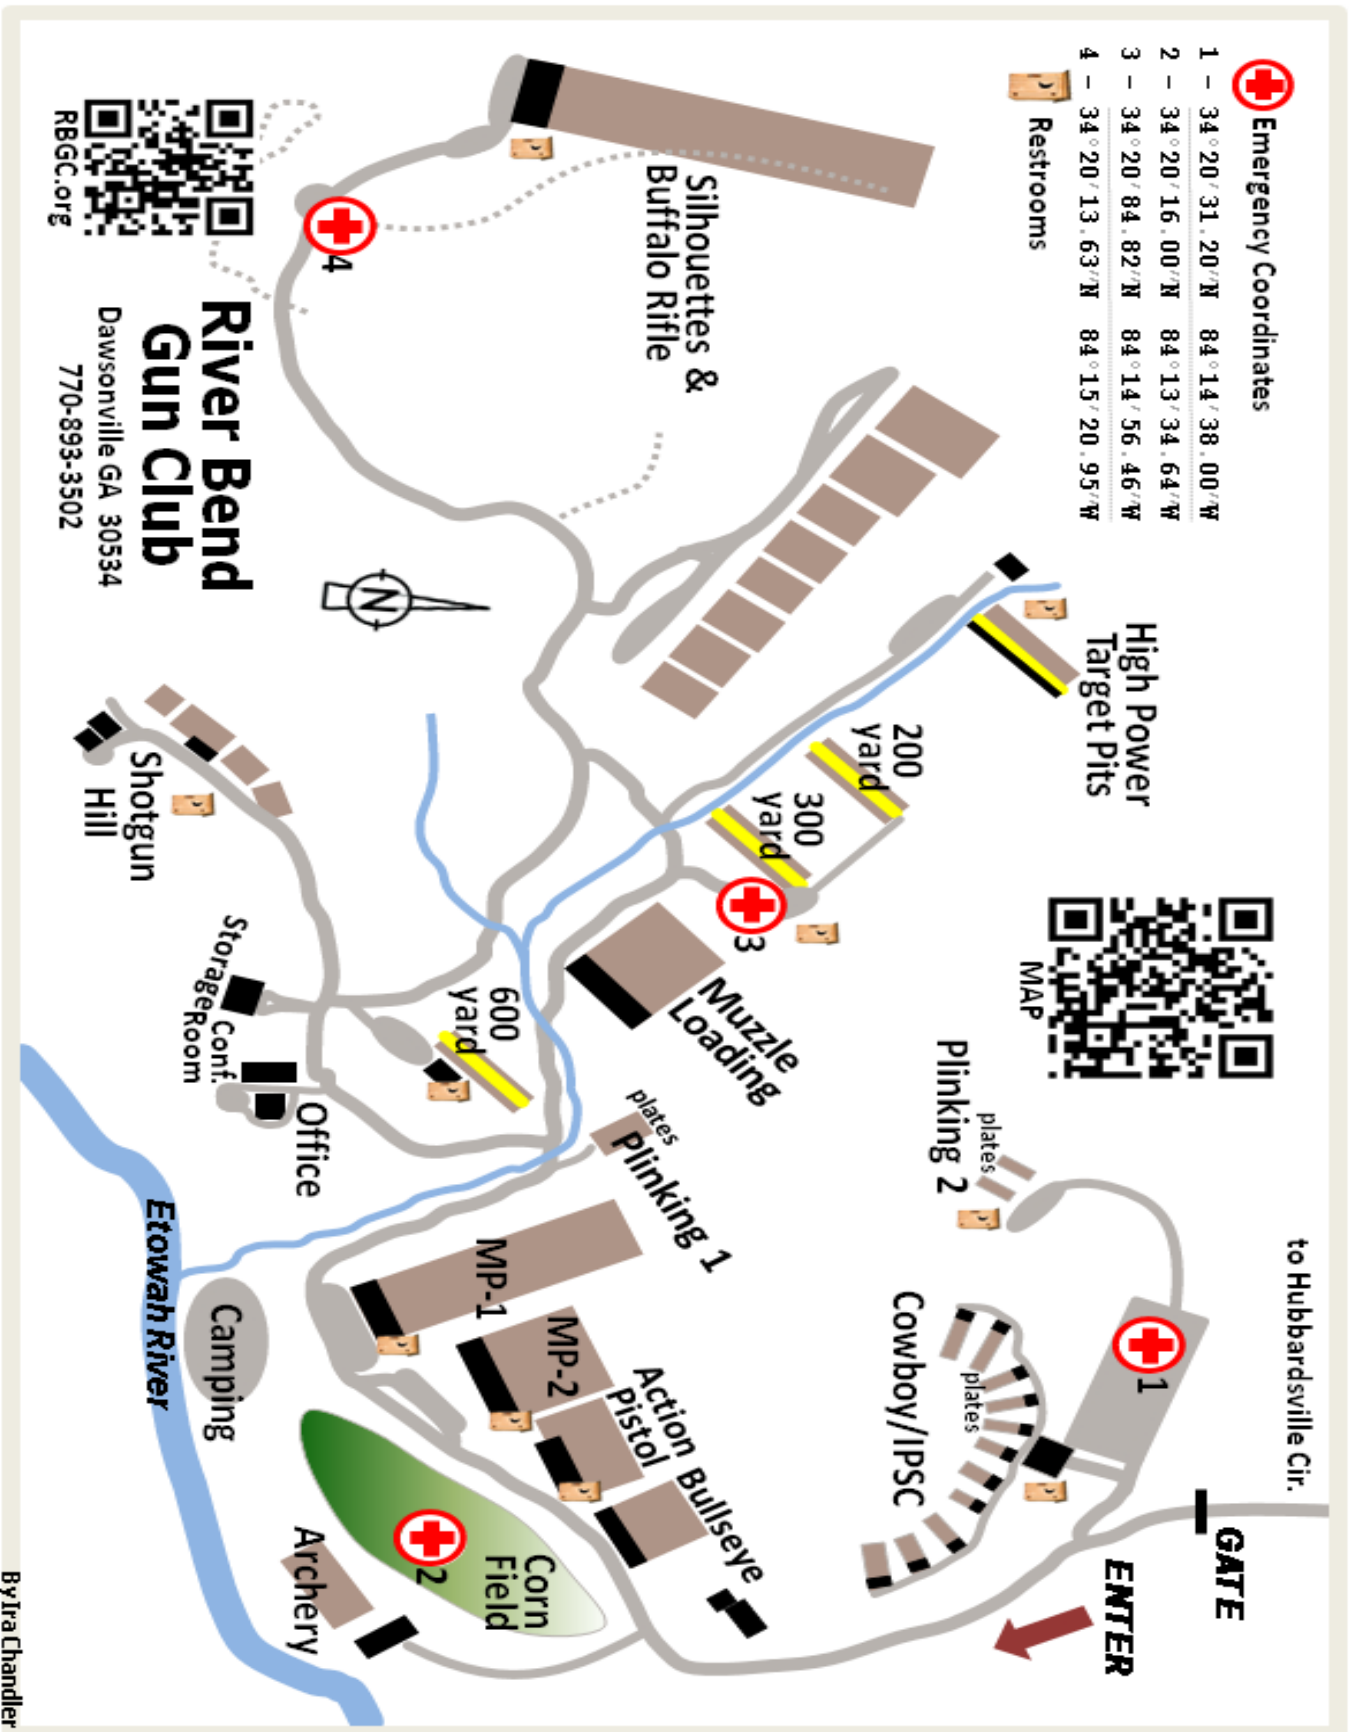 Emergency Coordinates
1 - 34°20′31.20″N 84°14′38.00″W
2 - 34°20′16.00″N 84°13′34.64″W
3 - 34°20′84.82″N 84°14′56.46″W
4 - 34°20′13.63″N 84°15′20.95″W
Restrooms
to Hubbardsville Cir.
GATE
ENTER
1
High Power
Target Pits
MAP
Plinking 2
plates
Cowboy/IPSC
plates
Silhouettes &
Buffalo Rifle
200
yard
300
yard
3
Muzzle
Loading
plates
Plinking 1
MP-1
MP-2
Action
Pistol
Bullseye
600
yard
Corn
Field
2
4
N
River Bend
Gun Club
Dawsonville GA 30534
770-893-3502
RBGC.org
Shotgun
Hill
Storage
Conf.
Room
Office
Camping
Archery
Etowah River
By Ira Chandler